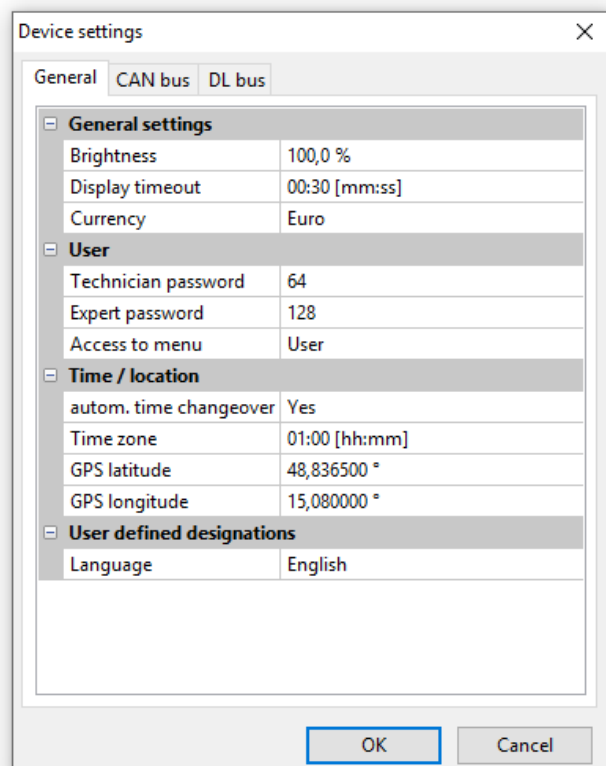 Device settings
General CAN bus DL bus
General settings
Brightness 100,0 %
Display timeout 00:30 [mm:ss]
Currency Euro
User
Technician password 64
Expert password 128
Access to menu User
Time / location
autom. time changeover Yes
Time zone 01:00 [hh:mm]
GPS latitude 48,836500 °
GPS longitude 15,080000 °
User defined designations
Language English
OK Cancel